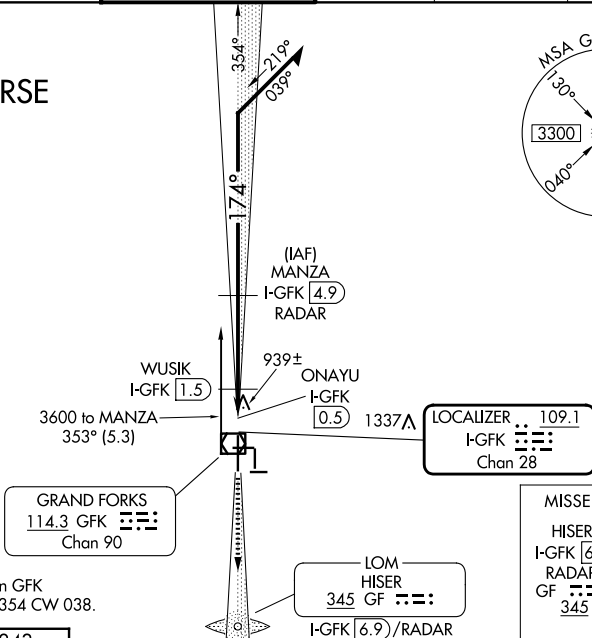 RSE
354°
219°
039°
174°
MSA G
130°
3300
040°
(IAF)
MANZA
I-GFK 4.9
RADAR
WUSIK
I-GFK 1.5
939±
ONAYU
I-GFK
0.5
3600 to MANZA
353° (5.3)
1337
LOCALIZER 109.1
I-GFK
Chan 28
GRAND FORKS
114.3 GFK
Chan 90
MISSE
HISER
I-GFK 6
RADAR
GF
345
n GFK
354 CW 038.
LOM
HISER
345 GF
I-GFK 6.9/RADAR